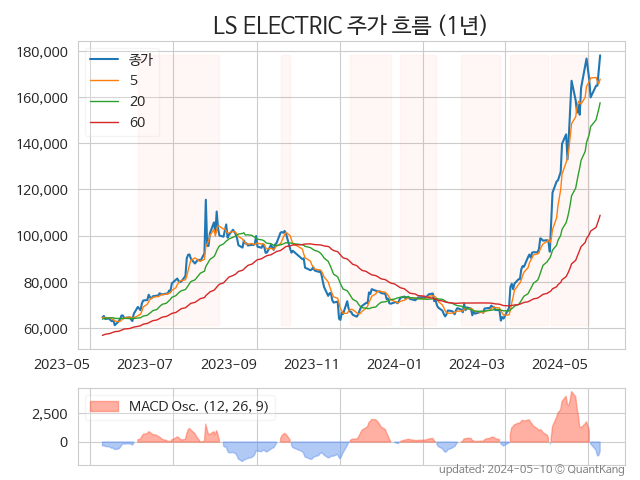 LS ELECTRIC 주가 흐름 (1년)
180,000
160,000
140,000
120,000
100,000
80,000
60,000
종가
5
20
60
2023-05 2023-07 2023-09 2023-11 2024-01 2024-03 2024-05
2,500
0
MACD Osc. (12, 26, 9)
updated: 2024-05-10 © QuantKang